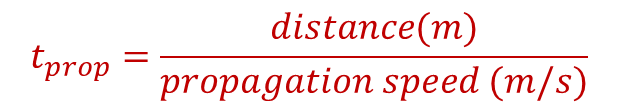 t_prop = distance(m) / propagation speed (m/s)